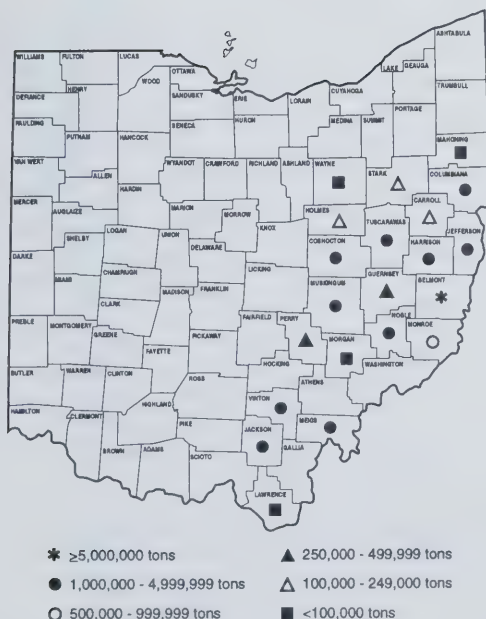 ASHTABULA
WILLIAMS FULTON LUCAS
OTTAWA
LAKE GEAUGA
WOOD
CUYAHOGA
TRUMBULL
HENRY
DEFIANCE
SANDUSKY ERIE LORAIN
PORTAGE
PAULDING
SENECA HURON MEDINA SUMMIT
PUTNAM HANCOCK
MAHONING
VAN WERT
WYANDOT CRAWFORD RICHLAND ASHLAND WAYNE
STARK
COLUMBIANA
ALLEN
HARDIN
CARROLL
MERCER
AUGLAIZE
MARION
MORROW
HOLMES
TUSCARAWAS
JEFFERSON
LOGAN UNION
KNOX
SHELBY
COSHOCTON
HARRISON
DELAWARE
DARKE
CHAMPAIGN
LICKING
GUERNSEY
BELMONT
MIAMI
MADISON FRANKLIN
MUSKINGUM
CLARK
NOBLE
PREBLE MONTGOMERY
FAIRFIELD PERRY
MONROE
GREENE
PICKAWAY
MORGAN
FAYETTE
WASHINGTON
HOCKING
BUTLER WARREN CLINTON
ROSS
ATHENS
HIGHLAND
VINTON
HAMILTON CLERMONT
PIKE
MEIGS
JACKSON
BROWN ADAMS
SCIOTO
GALLIA
LAWRENCE
≥5,000,000 tons
250,000 - 499,999 tons
1,000,000 - 4,999,999 tons
100,000 - 249,000 tons
500,000 - 999,999 tons
<100,000 tons